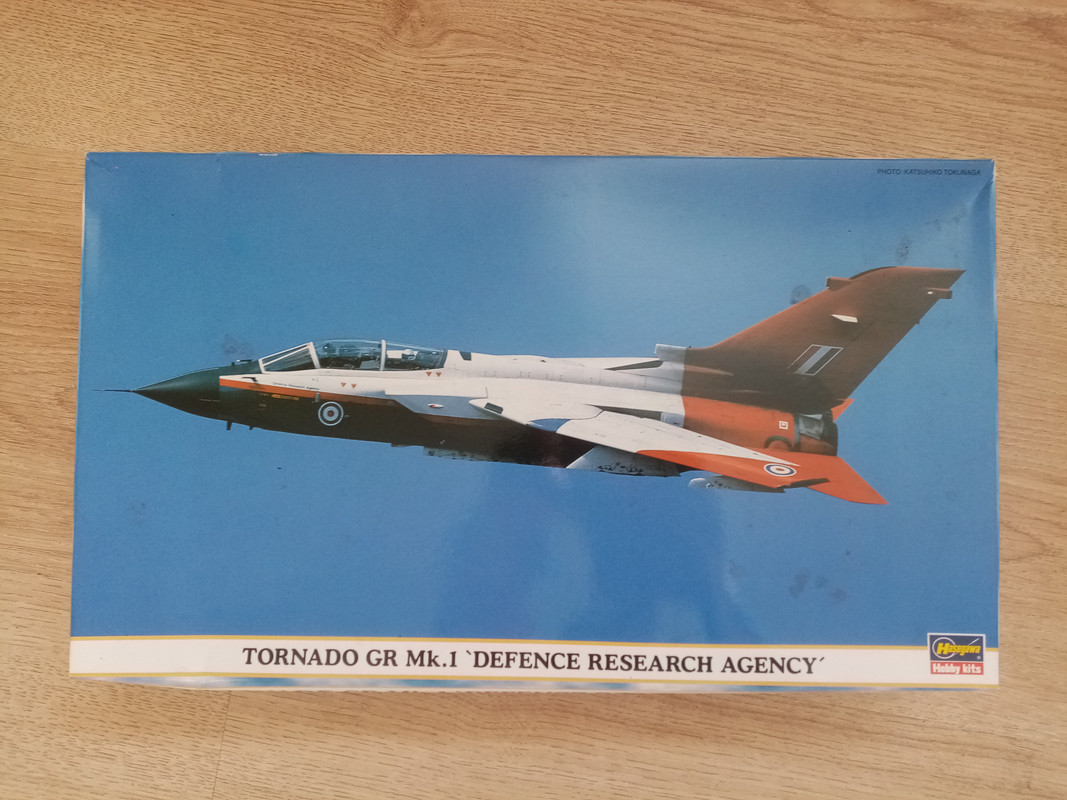 PHOTO: KATSUHIKO TOKUNAGA
TORNADO GR Mk.1 `DEFENCE RESEARCH AGENCY´
Hasegawa
Hobby kits